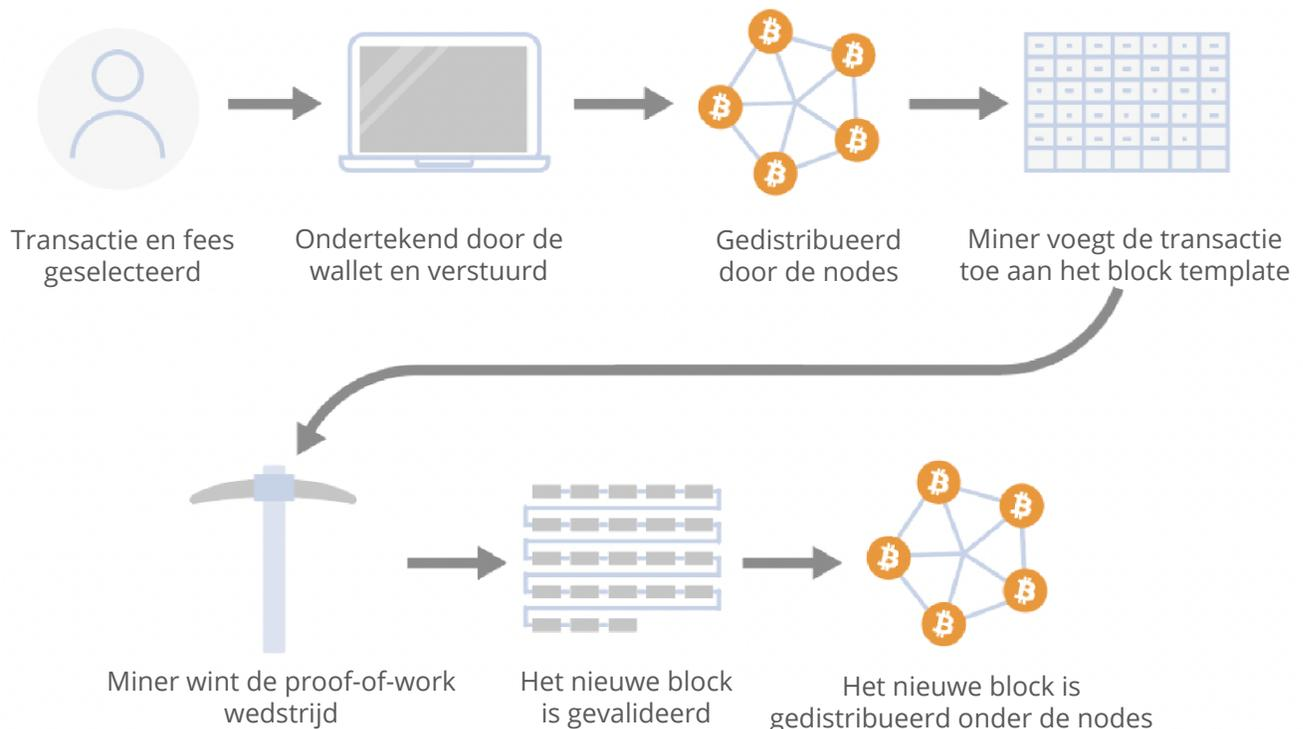 Transactie en fees
geselecteerd
Ondertekend door de
wallet en verstuurd
Gedistribueerd
door de nodes
Miner voegt de transactie
toe aan het block template
Miner wint de proof-of-work
wedstrijd
Het nieuwe block
is gevalideerd
Het nieuwe block is
gedistribueerd onder de nodes